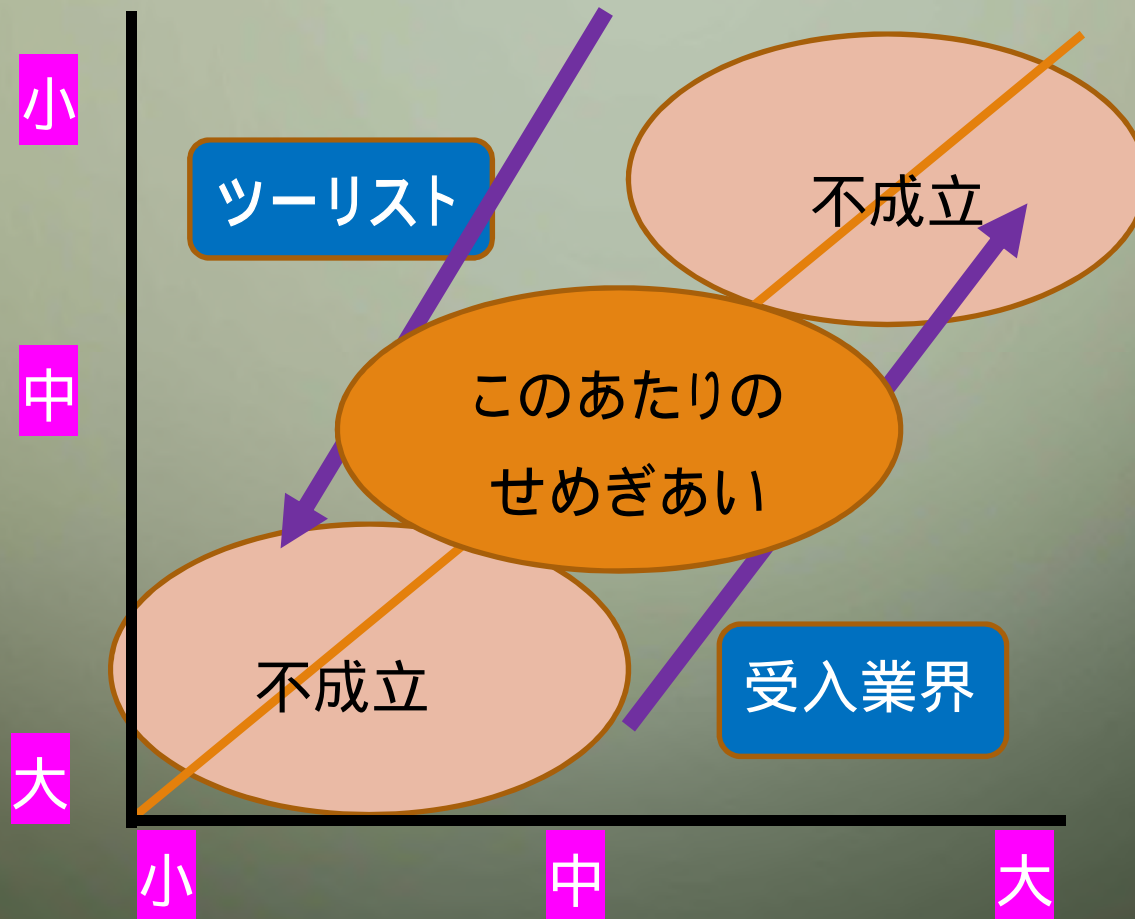 小
ツーリスト
不成立
中
このあたりの
せめぎあい
不成立
受入業界
大
小
中
大